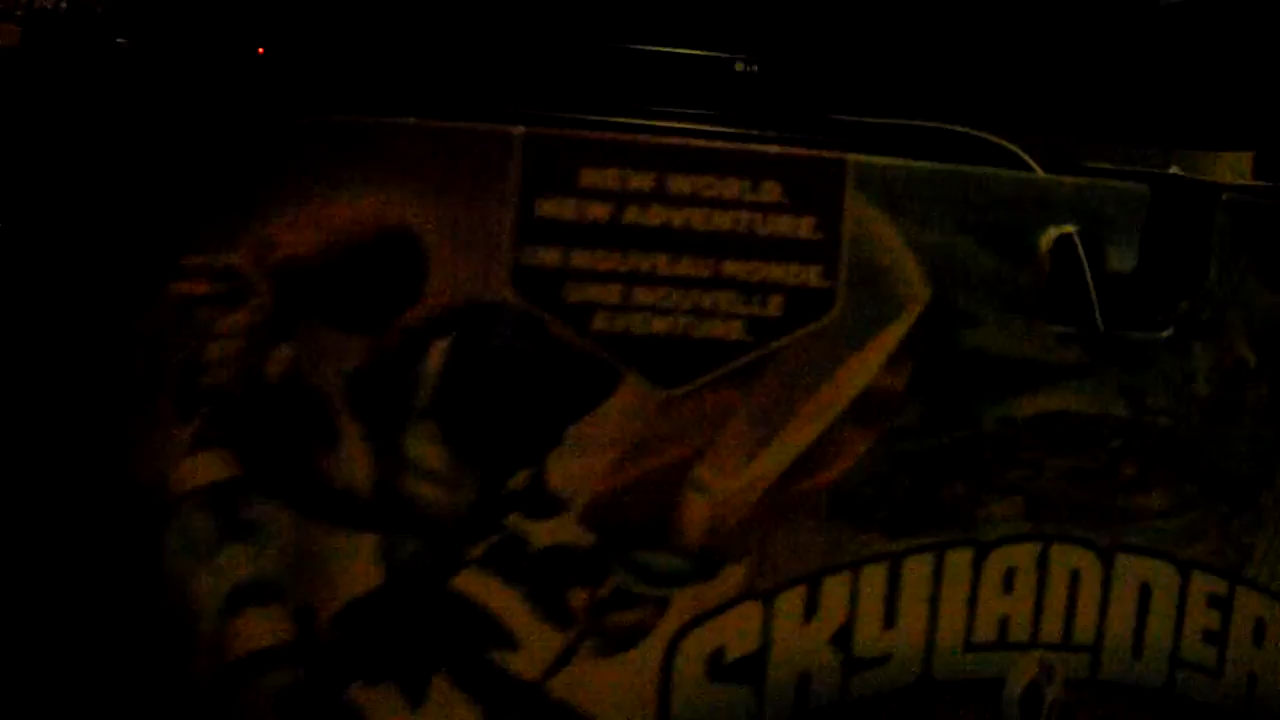 NEW WORLD.
NEW ADVENTURE.
UN NOUVEAU MONDE.
UNE NOUVELLE
AVENTURE.
SKYLANDER